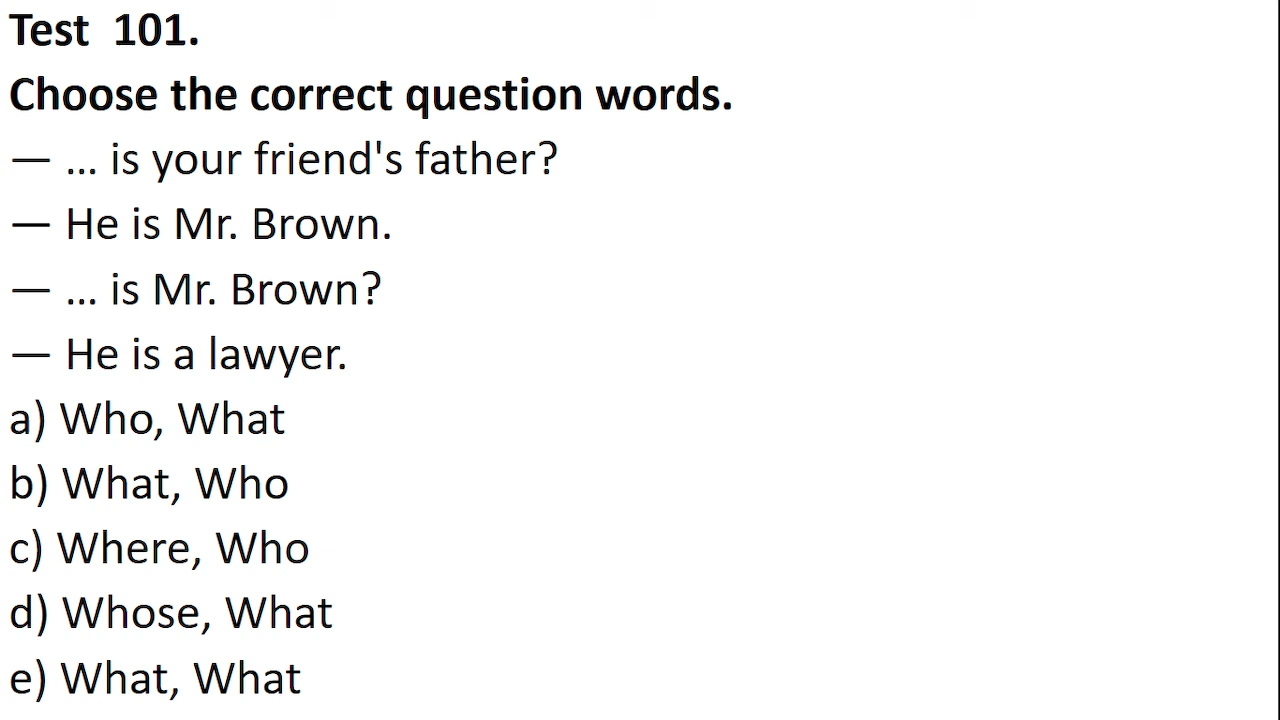 Test  101.
Choose the correct question words.
— ... is your friend's father?
— He is Mr. Brown.
— ... is Mr. Brown?
— He is a lawyer.
a) Who, What
b) What, Who
c) Where, Who
d) Whose, What
e) What, What